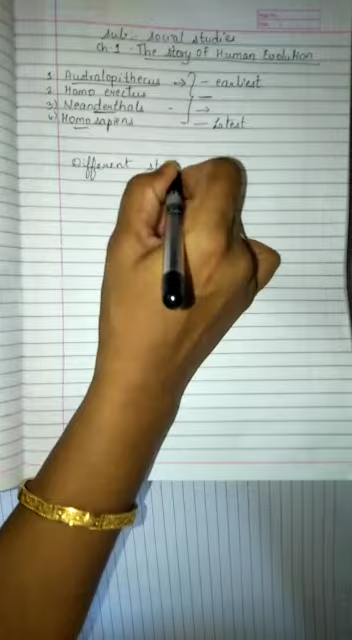 Sub:- Social studies
Ch-1 - The story of Human Evolution
1 Australopithecus → } - earliest
2. Homo erectus —
3) Neanderthals - →
4) Homo sapiens - — Latest
Different st